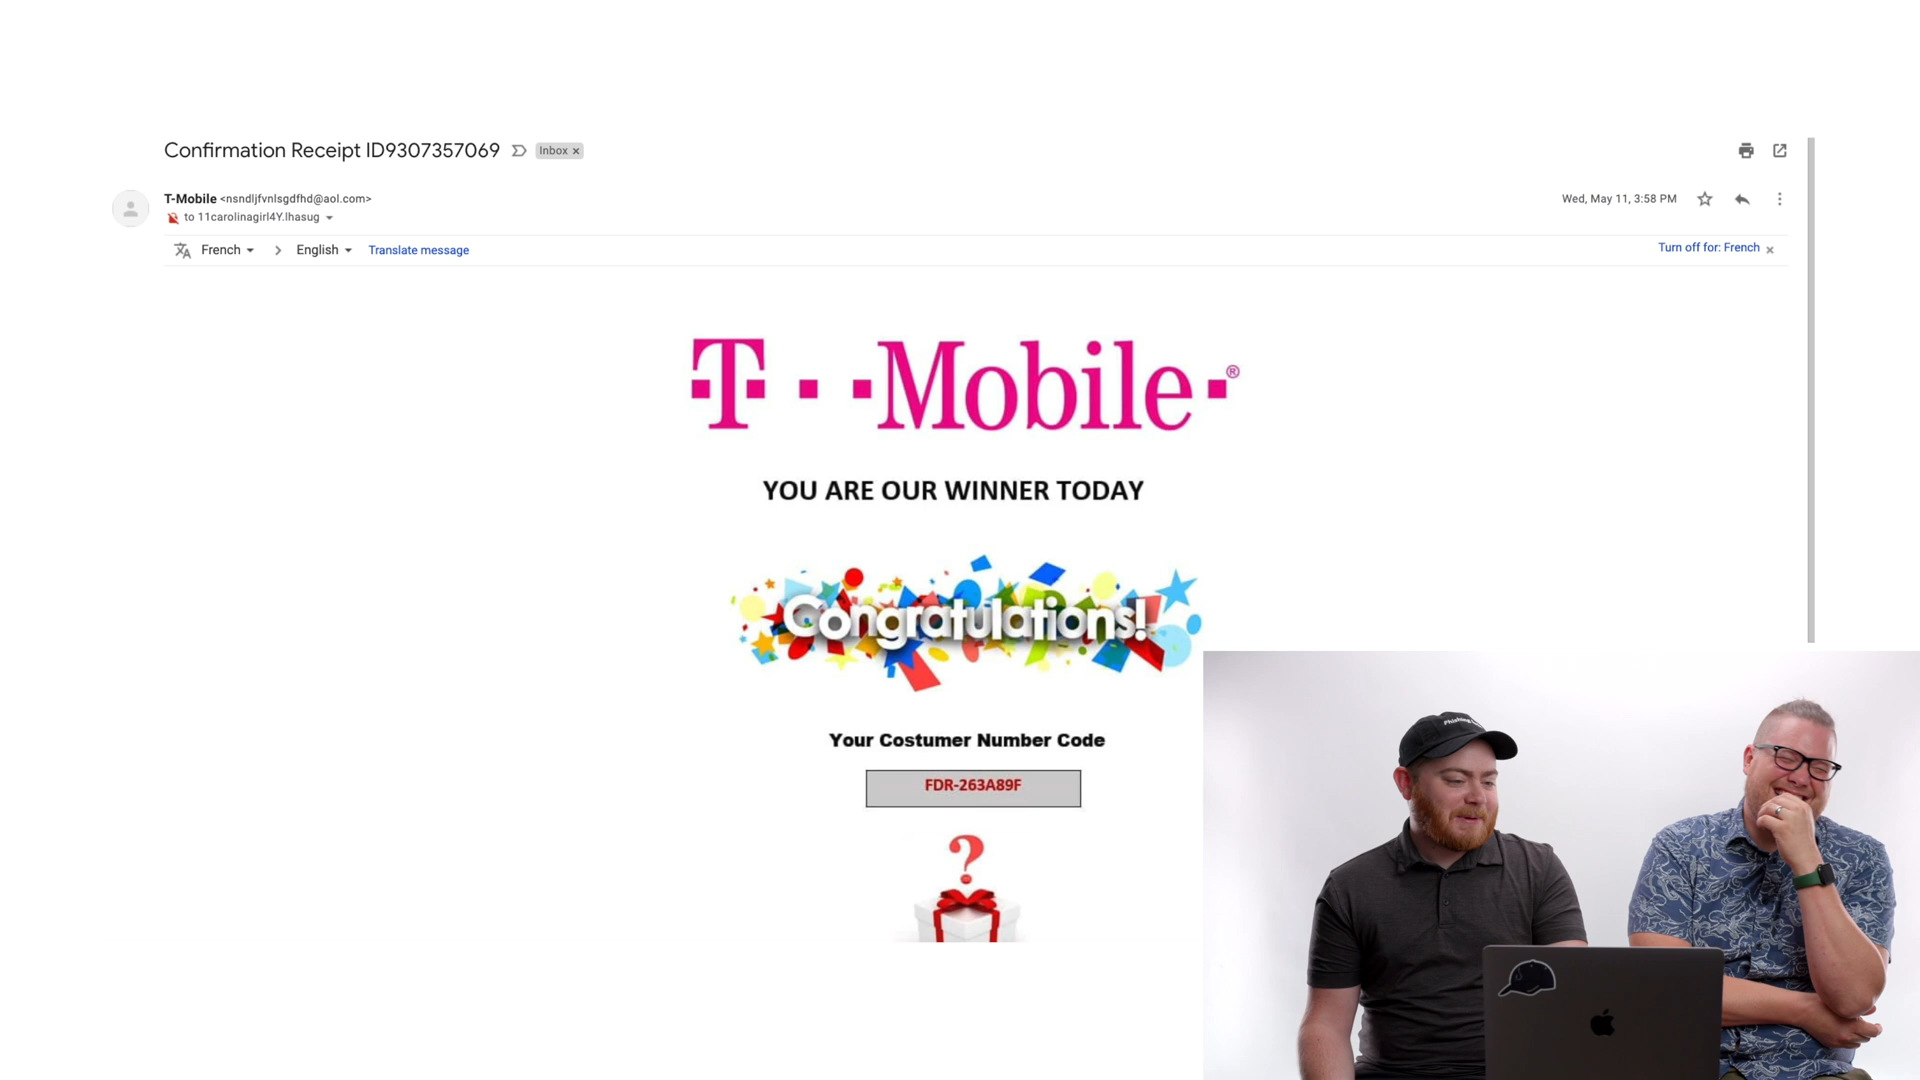 Confirmation Receipt ID9307357069 Inbox x
T-Mobile <nsndljfvnlsgdfhd@aol.com> Wed, May 11, 3:58 PM
to 11carolinagirl4Y.lhasug
French > English Translate message Turn off for: French x
T··Mobile·®
YOU ARE OUR WINNER TODAY
Congratulations!
Your Costumer Number Code
FDR-263A89F
?